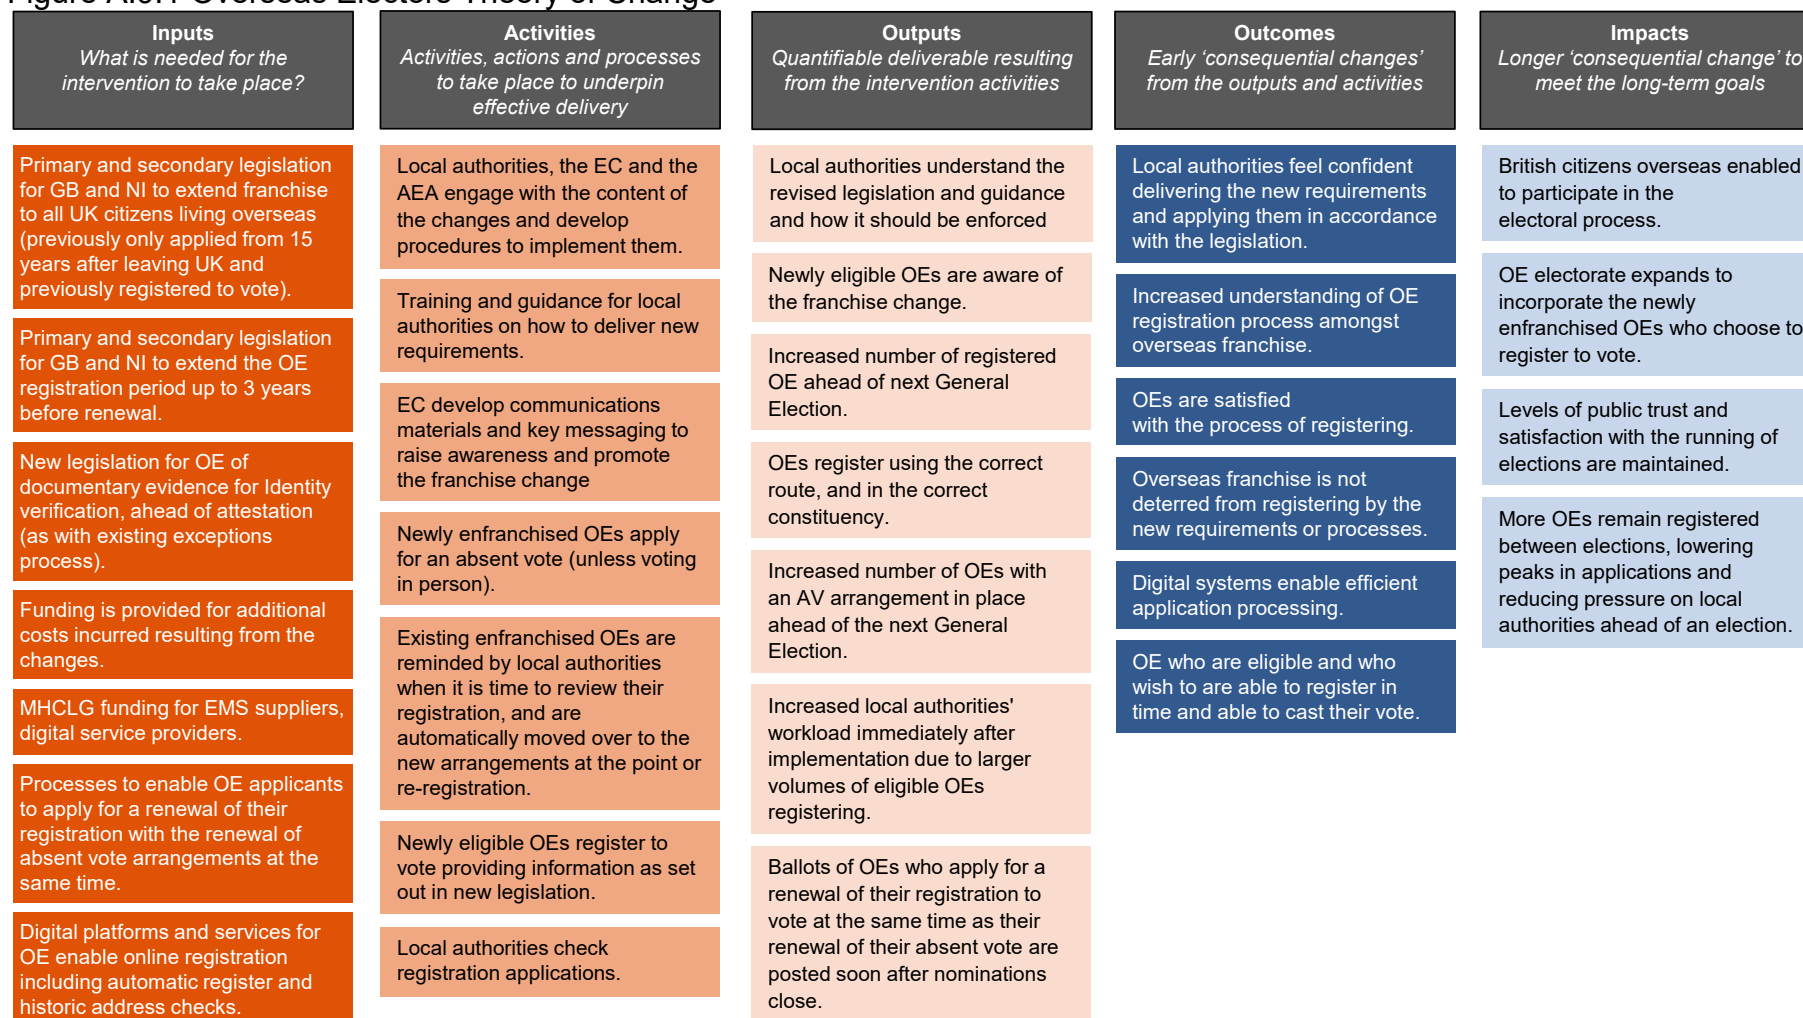 Figure A.9.1 Overseas Electors Theory of Change
Inputs
What is needed for the
intervention to take place?
Primary and secondary legislation
for GB and NI to extend franchise
to all UK citizens living overseas
(previously only applied from 15
years after leaving UK and
previously registered to vote).
Primary and secondary legislation
for GB and NI to extend the OE
registration period up to 3 years
before renewal.
New legislation for OE of
documentary evidence for Identity
verification, ahead of attestation
(as with existing exceptions
process).
Funding is provided for additional
costs incurred resulting from the
changes.
MHCLG funding for EMS suppliers,
digital service providers.
Processes to enable OE applicants
to apply for a renewal of their
registration with the renewal of
absent vote arrangements at the
same time.
Digital platforms and services for
OE enable online registration
including automatic register and
historic address checks.
Activities
Activities, actions and processes
to take place to underpin
effective delivery
Local authorities, the EC and the
AEA engage with the content of
the changes and develop
procedures to implement them.
Training and guidance for local
authorities on how to deliver new
requirements.
EC develop communications
materials and key messaging to
raise awareness and promote
the franchise change
Newly enfranchised OEs apply
for an absent vote (unless voting
in person).
Existing enfranchised OEs are
reminded by local authorities
when it is time to review their
registration, and are
automatically moved over to the
new arrangements at the point or
re-registration.
Newly eligible OEs register to
vote providing information as set
out in new legislation.
Local authorities check
registration applications.
Outputs
Quantifiable deliverable resulting
from the intervention activities
Local authorities understand the
revised legislation and guidance
and how it should be enforced
Newly eligible OEs are aware of
the franchise change.
Increased number of registered
OE ahead of next General
Election.
OEs register using the correct
route, and in the correct
constituency.
Increased number of OEs with
an AV arrangement in place
ahead of the next General
Election.
Increased local authorities'
workload immediately after
implementation due to larger
volumes of eligible OEs
registering.
Ballots of OEs who apply for a
renewal of their registration to
vote at the same time as their
renewal of their absent vote are
posted soon after nominations
close.
Outcomes
Early ‘consequential changes’
from the outputs and activities
Local authorities feel confident
delivering the new requirements
and applying them in accordance
with the legislation.
Increased understanding of OE
registration process amongst
overseas franchise.
OEs are satisfied
with the process of registering.
Overseas franchise is not
deterred from registering by the
new requirements or processes.
Digital systems enable efficient
application processing.
OE who are eligible and who
wish to are able to register in
time and able to cast their vote.
Impacts
Longer ‘consequential change’ to
meet the long-term goals
British citizens overseas enabled
to participate in the
electoral process.
OE electorate expands to
incorporate the newly
enfranchised OEs who choose to
register to vote.
Levels of public trust and
satisfaction with the running of
elections are maintained.
More OEs remain registered
between elections, lowering
peaks in applications and
reducing pressure on local
authorities ahead of an election.